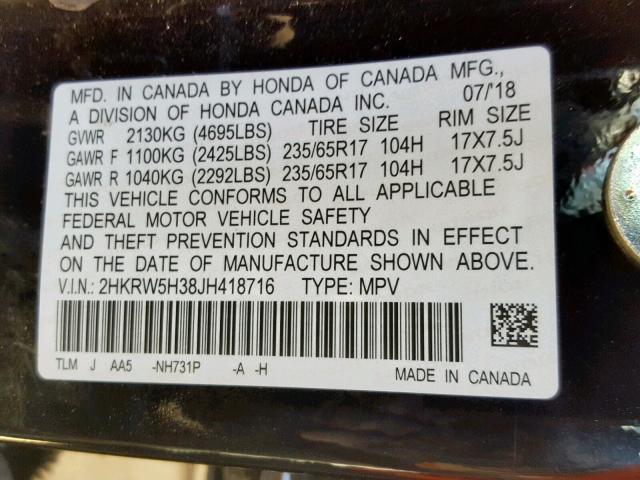 MFD. IN CANADA BY HONDA OF CANADA MFG.,
A DIVISION OF HONDA CANADA INC. 07/'18
GVWR 2130KG (4695LBS) TIRE SIZE RIM SIZE
GAWR F 1100KG (2425LBS) 235/65R17 104H 17X7.5J
GAWR R 1040KG (2292LBS) 235/65R17 104H 17X7.5J
THIS VEHICLE CONFORMS TO ALL APPLICABLE
FEDERAL MOTOR VEHICLE SAFETY
AND THEFT PREVENTION STANDARDS IN EFFECT
ON THE DATE OF MANUFACTURE SHOWN ABOVE.
V.I.N.: 2HKRW5H38JH418716 TYPE: MPV
TLM J AA5 -NH731P -A -H
MADE IN CANADA